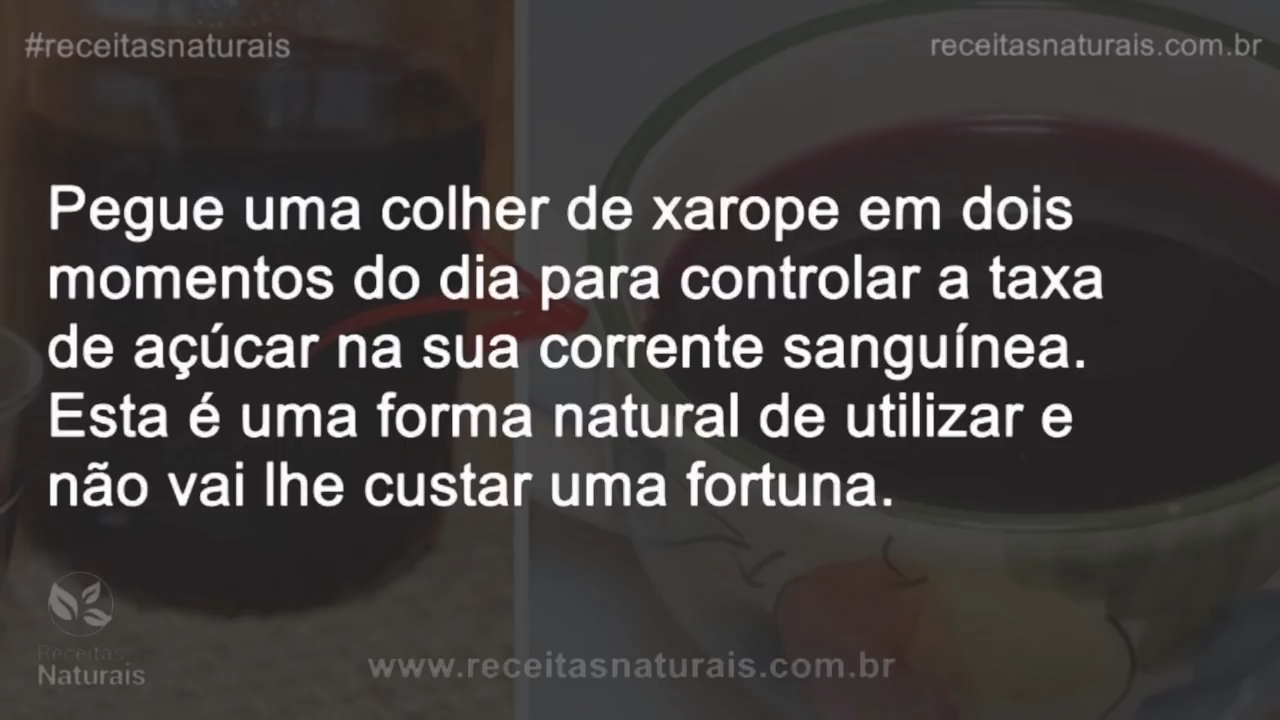 #receitasnaturais
receitasnaturais.com.br
Pegue uma colher de xarope em dois
momentos do dia para controlar a taxa
de açúcar na sua corrente sanguínea.
Esta é uma forma natural de utilizar e
não vai lhe custar uma fortuna.
Receitas
Naturais
www.receitasnaturais.com.br